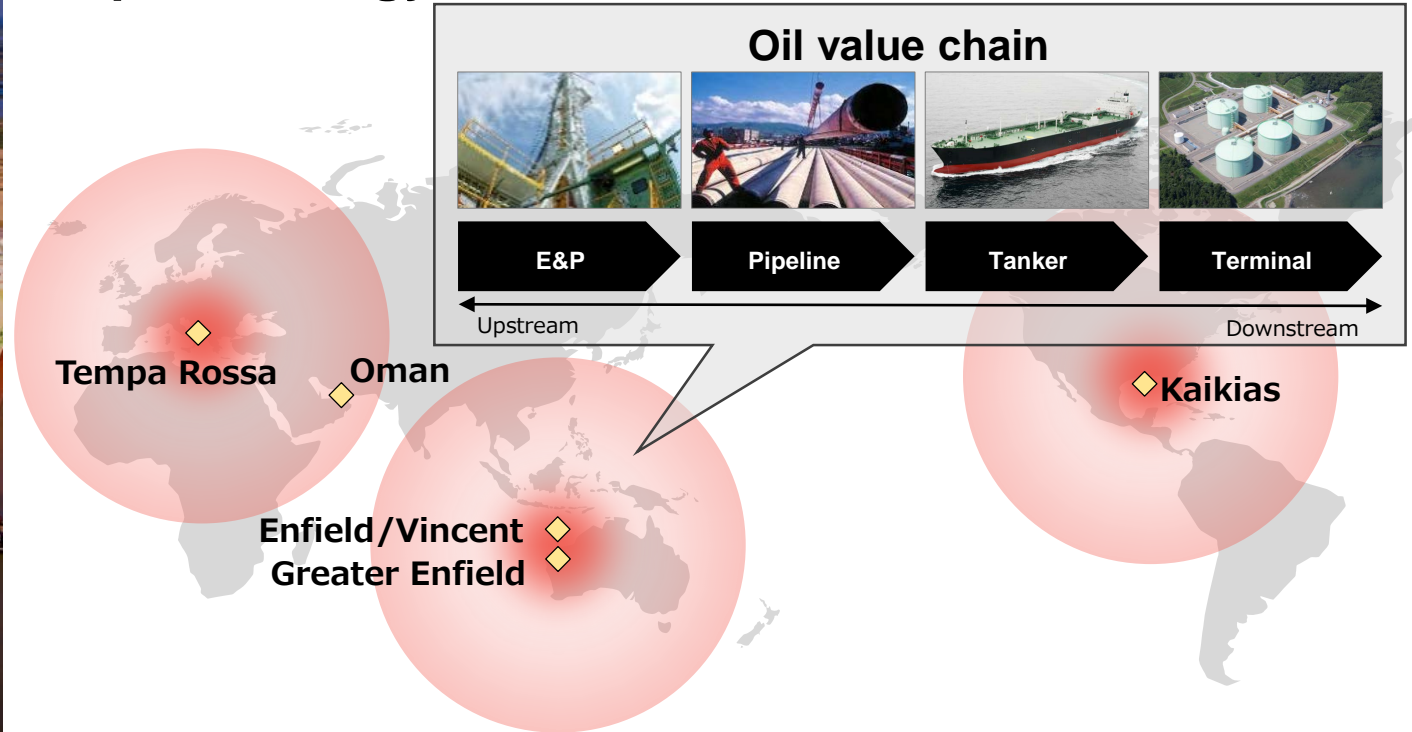 Oil value chain
E&P
Pipeline
Tanker
Terminal
Upstream
Downstream
Tempa Rossa
Oman
Kaikias
Enfield/Vincent
Greater Enfield